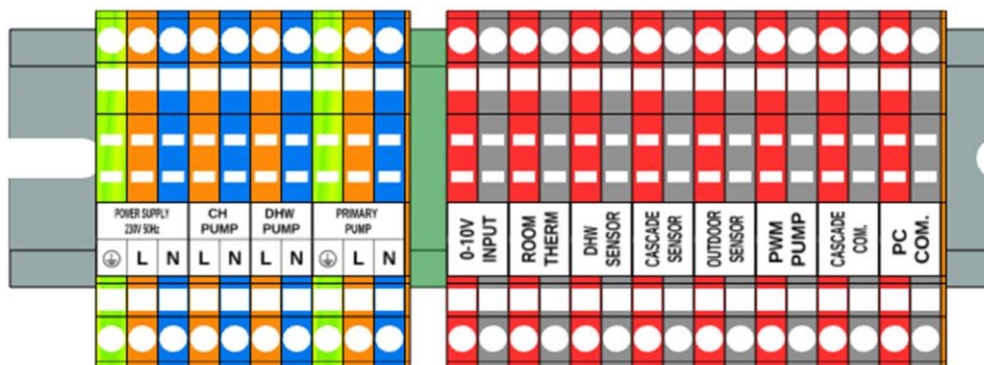 POWER SUPPLY
230V 50Hz
L
N
CH
PUMP
L
N
DHW
PUMP
L
N
PRIMARY
PUMP
L
N
0-10V
INPUT
ROOM
THERM
DHW
SENSOR
CASCADE
SENSOR
OUTDOOR
SENSOR
PWM
PUMP
CASCADE
COM.
PC
COM.